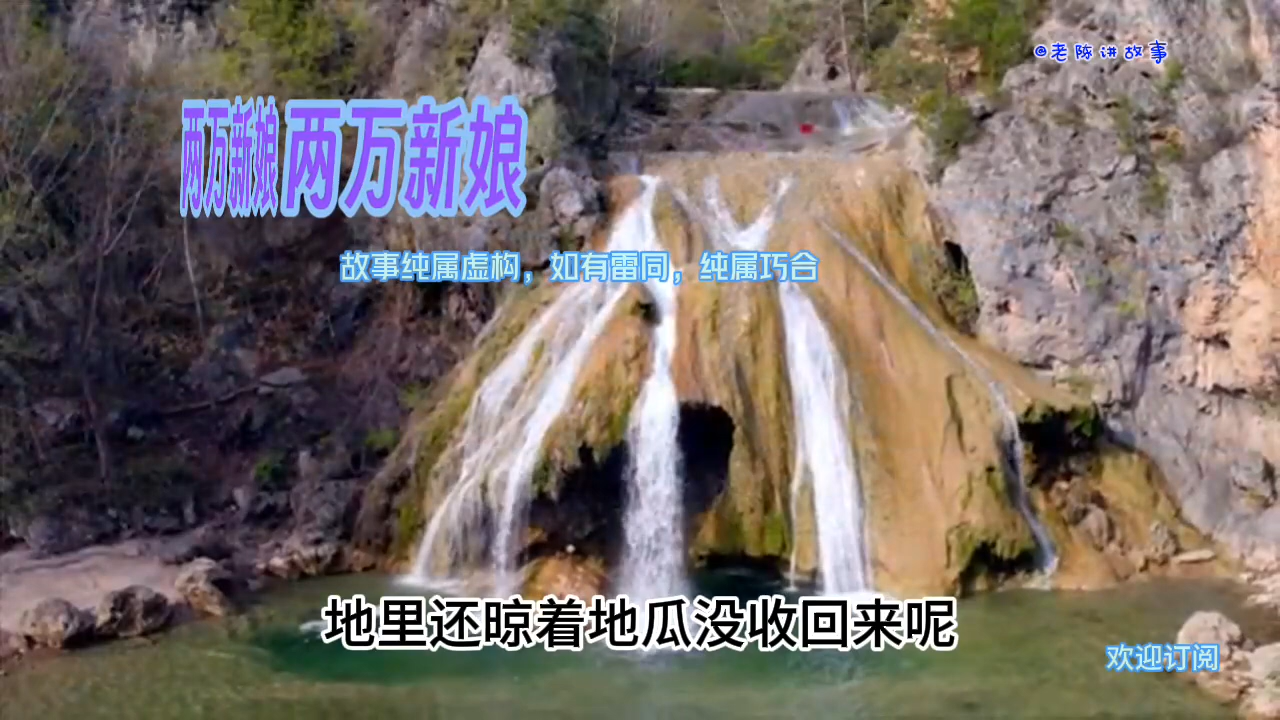 @老陈讲故事
两万新娘两万新娘
故事纯属虚构，如有雷同，纯属巧合
地里还晾着地瓜没收回来呢
欢迎订阅